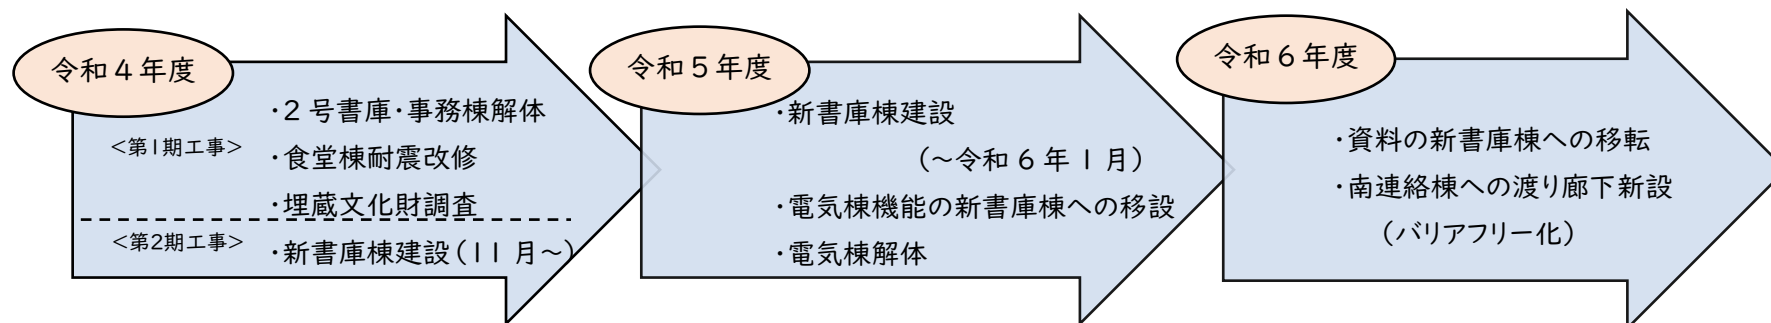 令和4年度
<第1期工事>
・2号書庫・事務棟解体
・食堂棟耐震改修
・埋蔵文化財調査
<第2期工事>
・新書庫棟建設(11月~)
令和5年度
・新書庫棟建設
(~令和6年1月)
・電気棟機能の新書庫棟への移設
・電気棟解体
令和6年度
・資料の新書庫棟への移転
・南連絡棟への渡り廊下新設
(バリアフリー化)